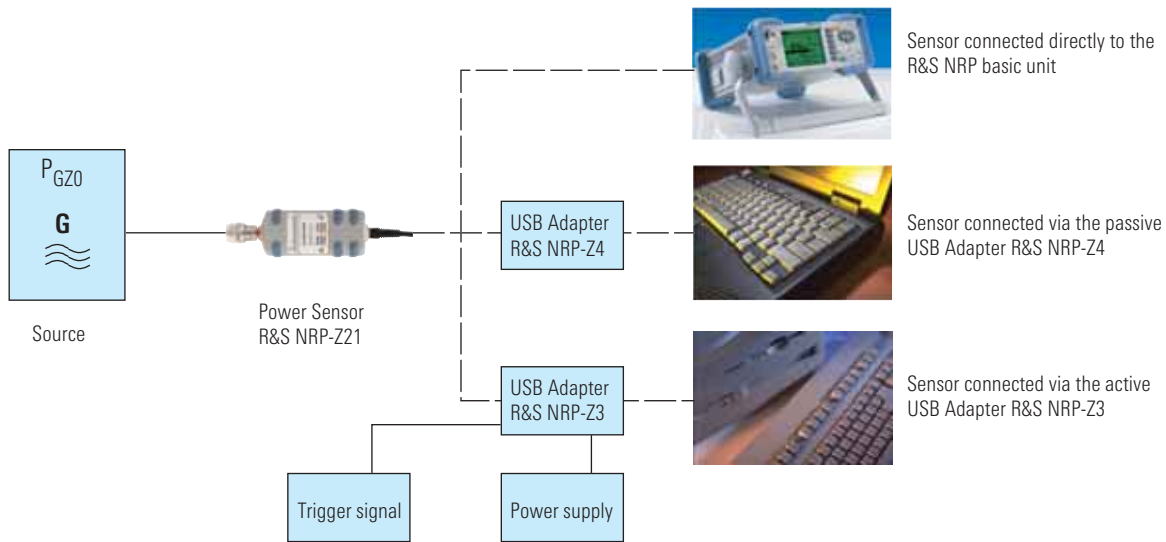 P_GZ0
G
Source
Power Sensor
R&S NRP-Z21
USB Adapter
R&S NRP-Z4
USB Adapter
R&S NRP-Z3
Trigger signal
Power supply
Sensor connected directly to the
R&S NRP basic unit
Sensor connected via the passive
USB Adapter R&S NRP-Z4
Sensor connected via the active
USB Adapter R&S NRP-Z3